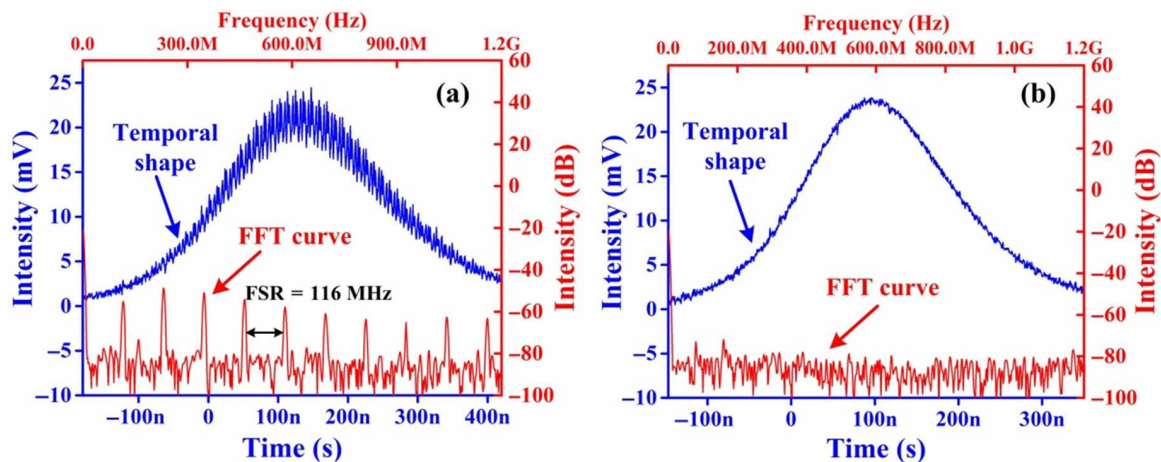 Frequency (Hz)
0.0 300.0M 600.0M 900.0M 1.2G
25
20
15
10
5
0
−5
−10
Intensity (mV)
60
40
20
0
−20
−40
−60
−80
−100
Intensity (dB)
(a)
Temporal
shape
FFT curve
FSR = 116 MHz
−100n 0 100n 200n 300n 400n
Time (s)
Frequency (Hz)
0.0 200.0M 400.0M 600.0M 800.0M 1.0G 1.2G
25
20
15
10
5
0
−5
−10
Intensity (mV)
60
40
20
0
−20
−40
−60
−80
−100
Intensity (dB)
(b)
Temporal
shape
FFT curve
−100n 0 100n 200n 300n
Time (s)